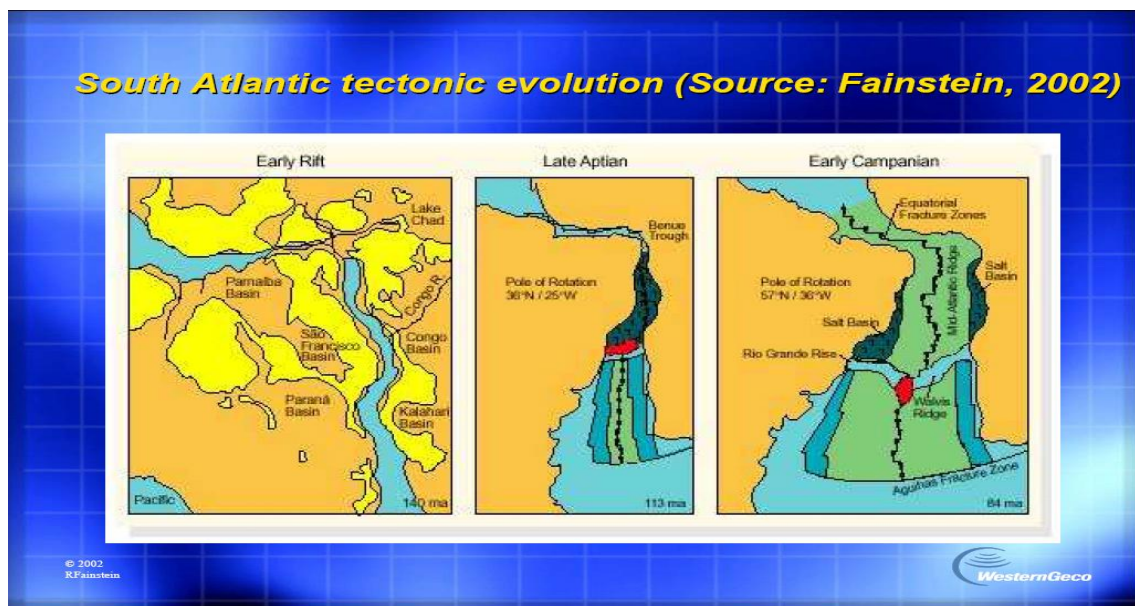 South Atlantic tectonic evolution (Source: Fainstein, 2002)
Early Rift
Lake
Chad
Parnaíba
Basin
Congo R.
São
Francisco
Basin
Congo
Basin
Paraná
Basin
Kalahari
Basin
Pacific
140 ma
Late Aptian
Benue
Trough
Pole of Rotation
36°N / 25°W
113 ma
Early Campanian
Equatorial
Fracture Zones
Pole of Rotation
57°N / 36°W
Mid-Atlantic Ridge
Salt
Basin
Salt Basin
Rio Grande Rise
Walvis
Ridge
Agulhas Fracture Zone
84 ma
© 2002
RFainstein
WesternGeco